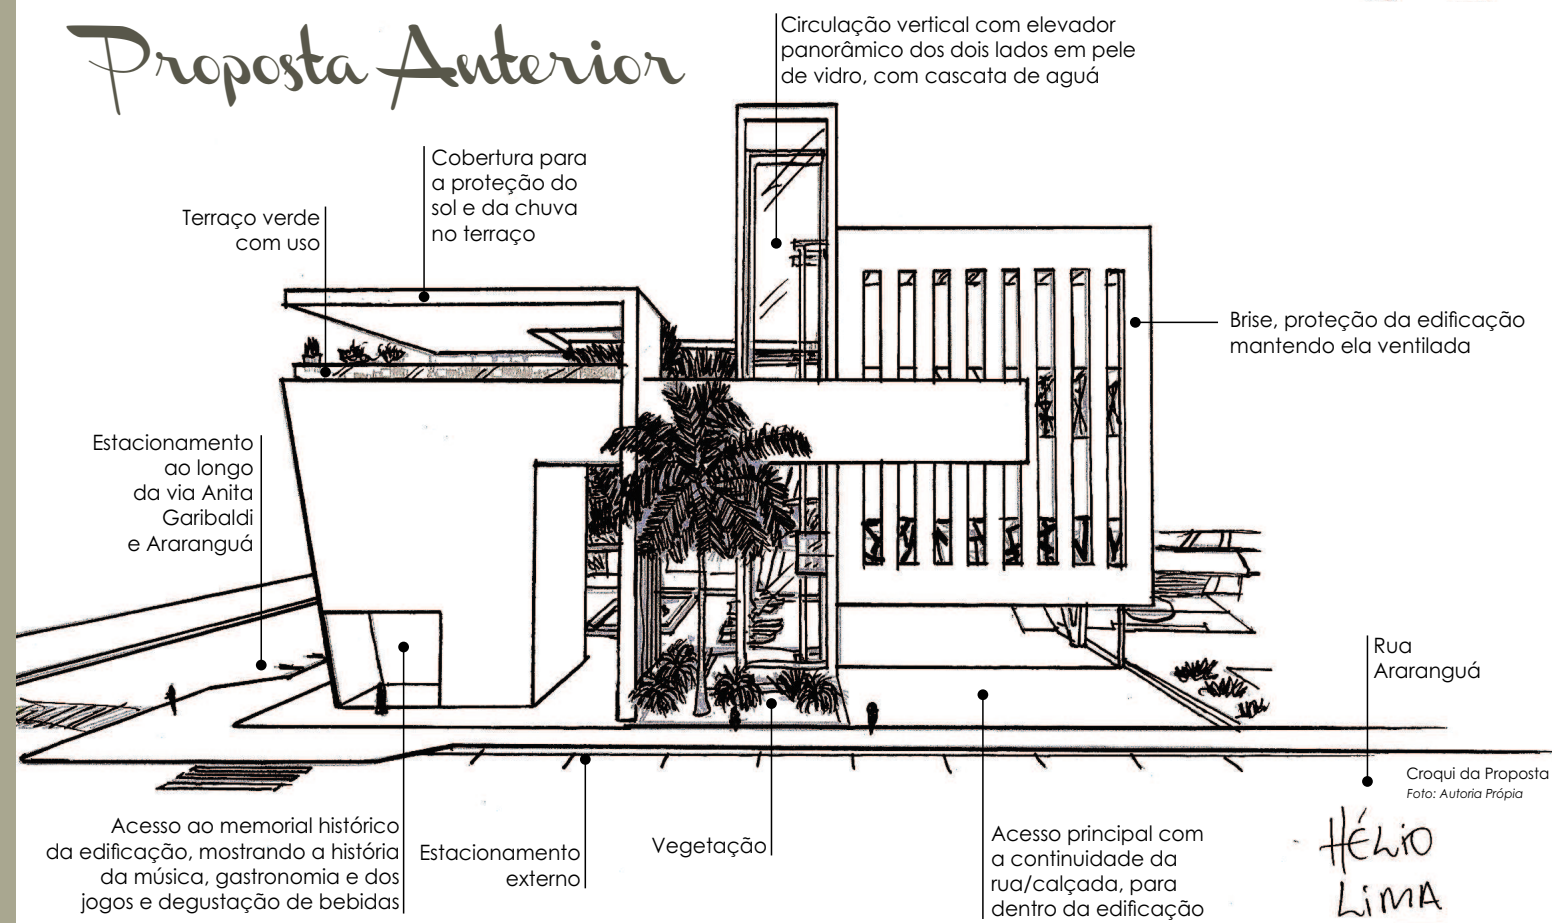 Proposta Anterior
Circulação vertical com elevador
panorâmico dos dois lados em pele
de vidro, com cascata de aguá
Cobertura para
a proteção do
sol e da chuva
no terraço
Terraço verde
com uso
Brise, proteção da edificação
mantendo ela ventilada
Estacionamento
ao longo
da via Anita
Garibaldi
e Araranguá
Rua
Araranguá
Croqui da Proposta
Foto: Autoria Própia
Acesso ao memorial histórico
da edificação, mostrando a história
da música, gastronomia e dos
jogos e degustação de bebidas
Estacionamento
externo
Vegetação
Acesso principal com
a continuidade da
rua/calçada, para
dentro da edificação
HÉLIO
LIMA